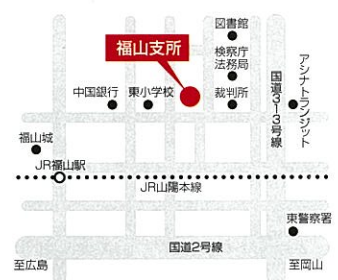 図書館
福山支所
検察庁
法務局
中国銀行
東小学校
裁判所
国道313号線
アシナトランジット
福山城
JR福山駅
JR山陽本線
東警察署
国道2号線
至広島
至岡山